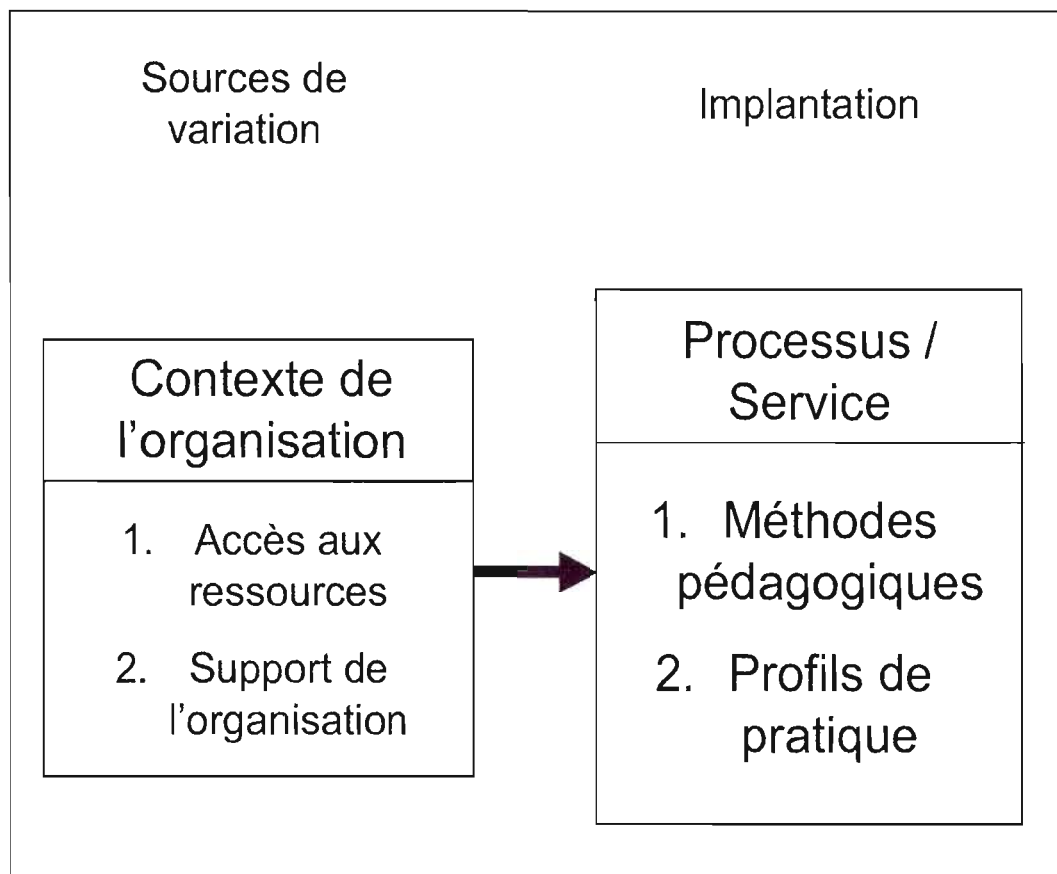 Sources de
variation
Implantation
Contexte de
l'organisation
1. Accès aux
ressources
2. Support de
l'organisation
Processus /
Service
1. Méthodes
pédagogiques
2. Profils de
pratique